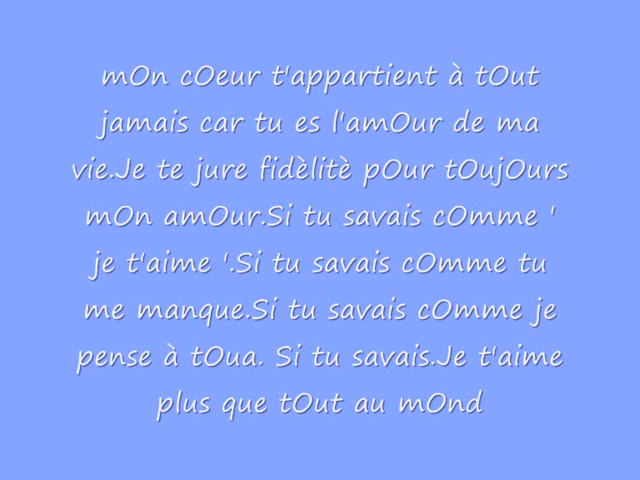 mOn cOeur t'appartient à tOut
jamais car tu es l'amOur de ma
vie.Je te jure fidèlitè pOur tOujOurs
mOn amOur.Si tu savais cOmme '
je t'aime '.Si tu savais cOmme tu
me manque.Si tu savais cOmme je
pense à tOua. Si tu savais.Je t'aime
plus que tOut au mOnd